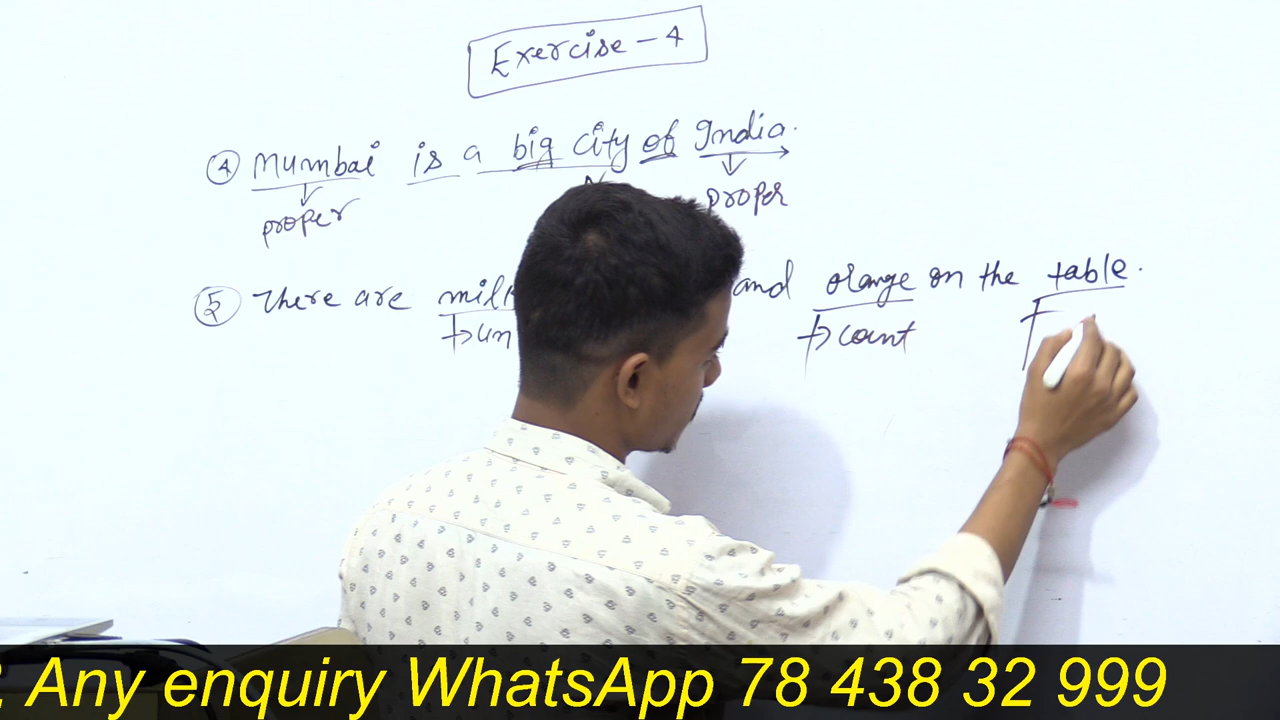 Exercise - 4
④ Mumbai is a big city of India.
proper proper
⑤ There are and orange on the table.
un count
Any enquiry WhatsApp 78 438 32 999